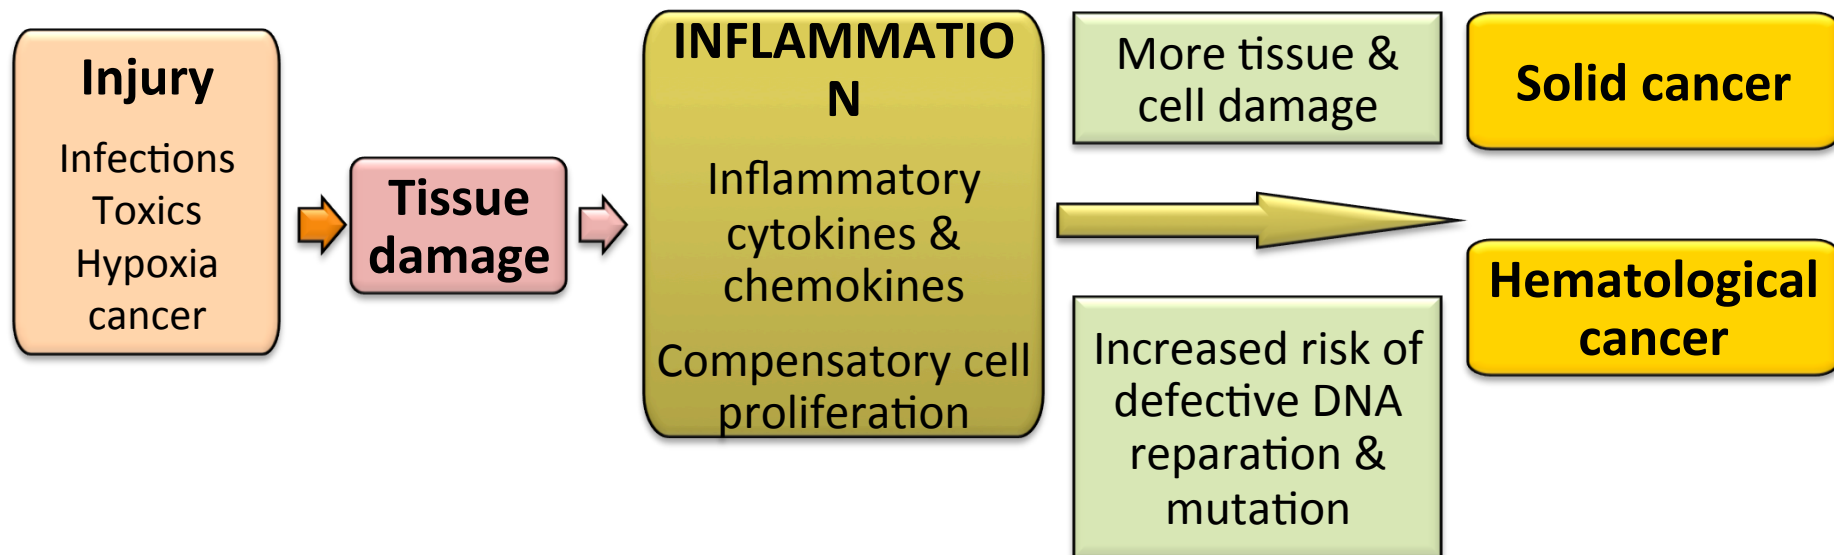 Injury
Infections
Toxics
Hypoxia
cancer
Tissue
damage
INFLAMMATIO
N
Inflammatory
cytokines &
chemokines
Compensatory cell
proliferation
More tissue &
cell damage
Increased risk of
defective DNA
reparation &
mutation
Solid cancer
Hematological
cancer